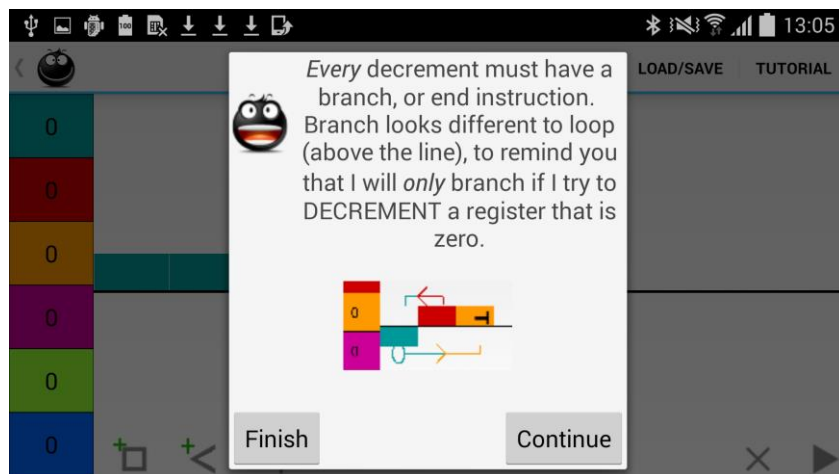 100
13:05
LOAD/SAVE
TUTORIAL
Every decrement must have a
branch, or end instruction.
Branch looks different to loop
(above the line), to remind you
that I will only branch if I try to
DECREMENT a register that is
zero.
0
0
0
0
0
0
0
0
T
Finish
Continue